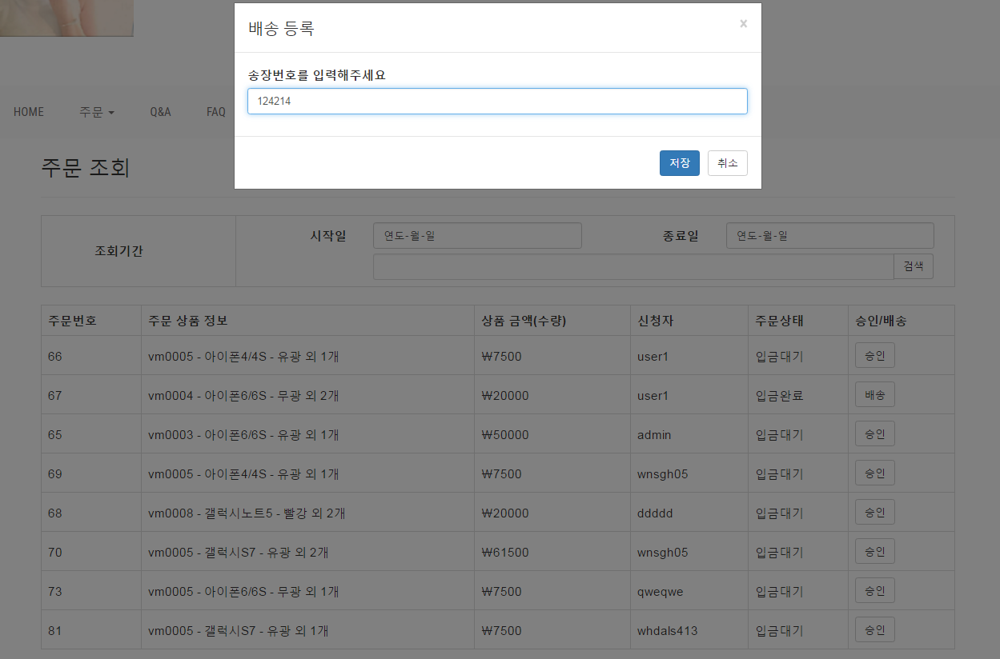 배송 등록 ×
송장번호를 입력해주세요
124214
저장 취소
HOME 주문 Q&A FAQ
주문 조회
조회기간 시작일 연도-월-일 종료일 연도-월-일
검색
주문번호 주문 상품 정보 상품 금액(수량) 신청자 주문상태 승인/배송
66 vm0005 - 아이폰4/4S - 유광 외 1개 ₩7500 user1 입금대기 승인
67 vm0004 - 아이폰6/6S - 무광 외 2개 ₩20000 user1 입금완료 배송
65 vm0003 - 아이폰6/6S - 유광 외 1개 ₩50000 admin 입금대기 승인
69 vm0005 - 아이폰4/4S - 유광 외 1개 ₩7500 wnsgh05 입금대기 승인
68 vm0008 - 갤럭시노트5 - 빨강 외 2개 ₩20000 ddddd 입금대기 승인
70 vm0005 - 갤럭시S7 - 유광 외 2개 ₩61500 wnsgh05 입금대기 승인
73 vm0005 - 아이폰6/6S - 무광 외 1개 ₩7500 qweqwe 입금대기 승인
81 vm0005 - 갤럭시S7 - 유광 외 1개 ₩7500 whdals413 입금대기 승인